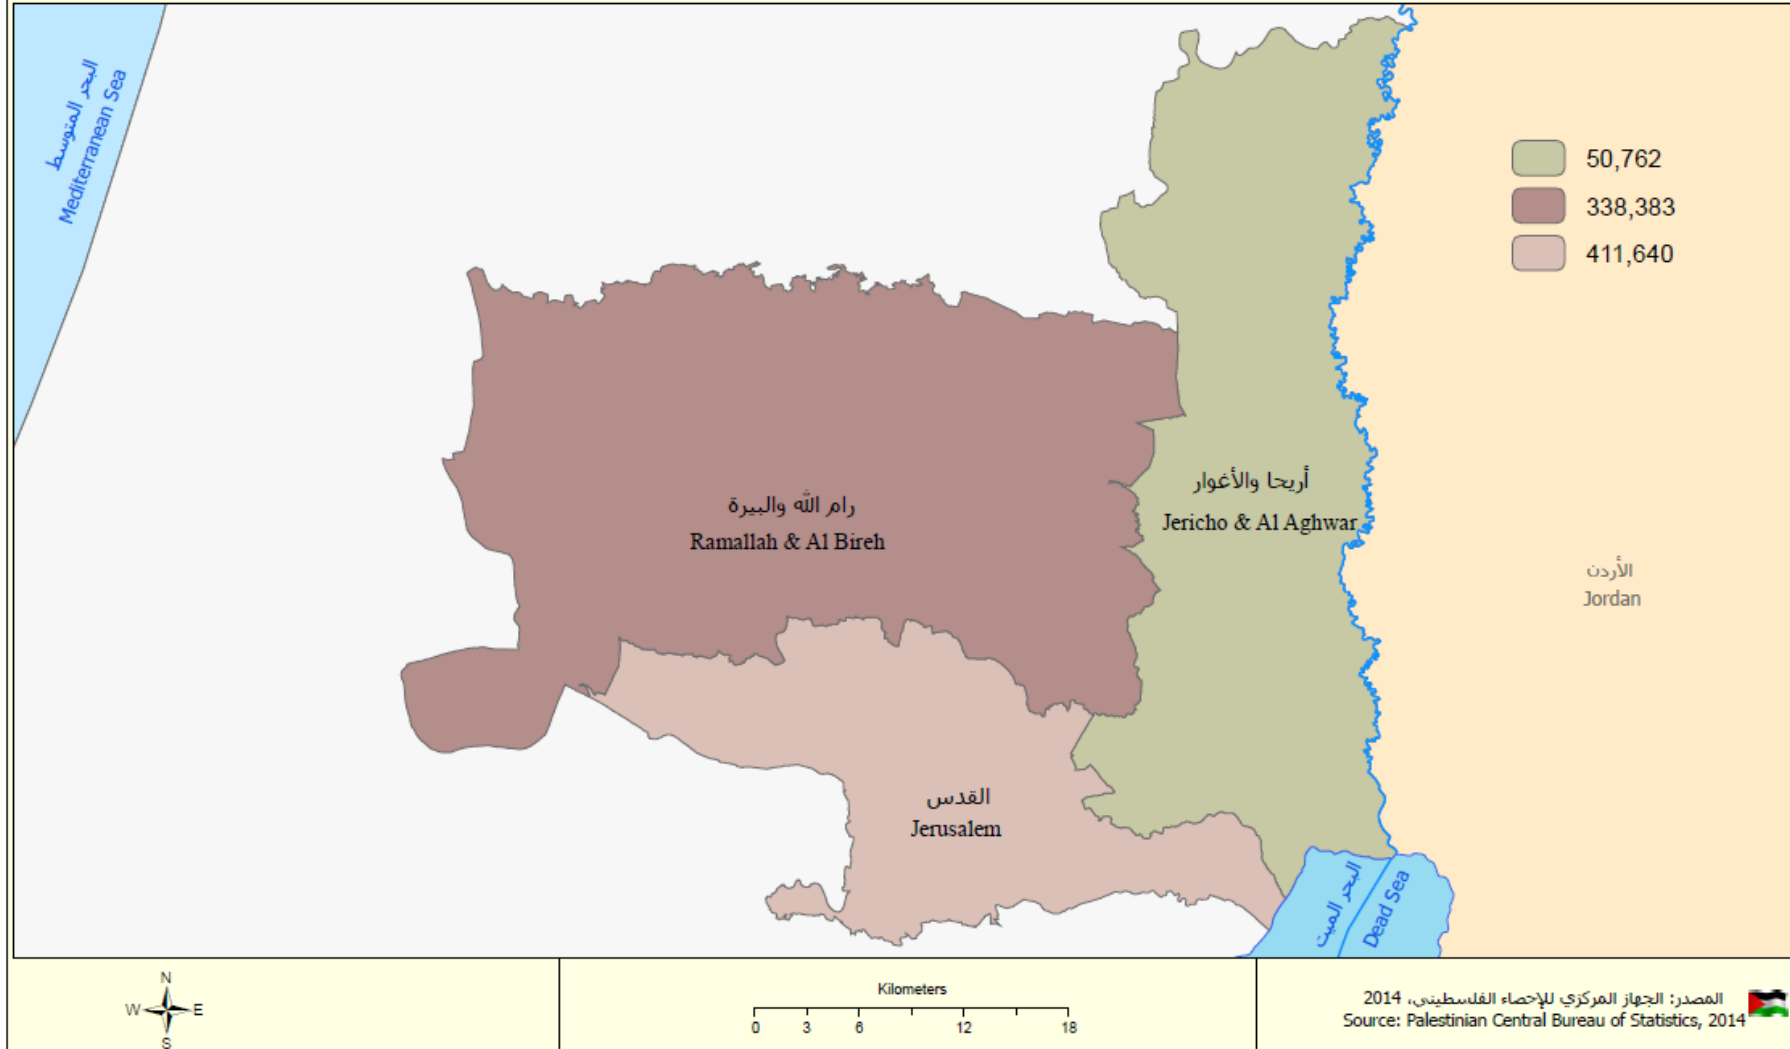 البحر المتوسط
Mediterranean Sea
50,762
338,383
411,640
أريحا والأغوار
Jericho & Al Aghwar
رام الله والبيرة
Ramallah & Al Bireh
الأردن
Jordan
القدس
Jerusalem
البحر الميت
Dead Sea
N
W E
S
Kilometers
0 3 6 12 18
المصدر: الجهاز المركزي للإحصاء الفلسطيني، 2014
Source: Palestinian Central Bureau of Statistics, 2014